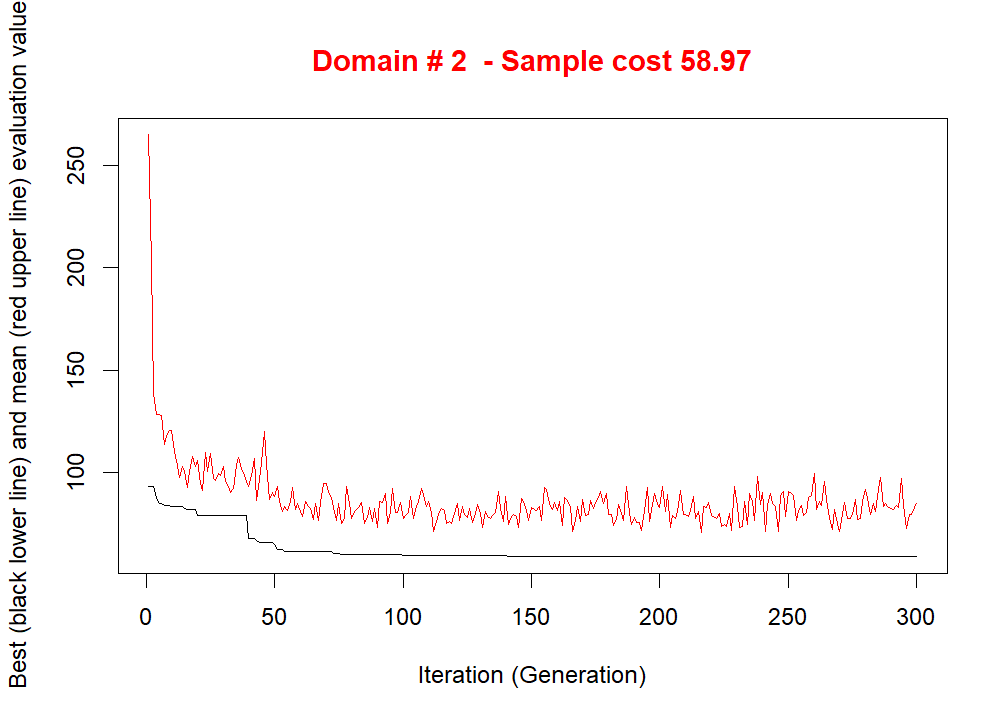 Domain # 2  - Sample cost 58.97
Best (black lower line) and mean (red upper line) evaluation value
250
200
150
100
0 50 100 150 200 250 300
Iteration (Generation)